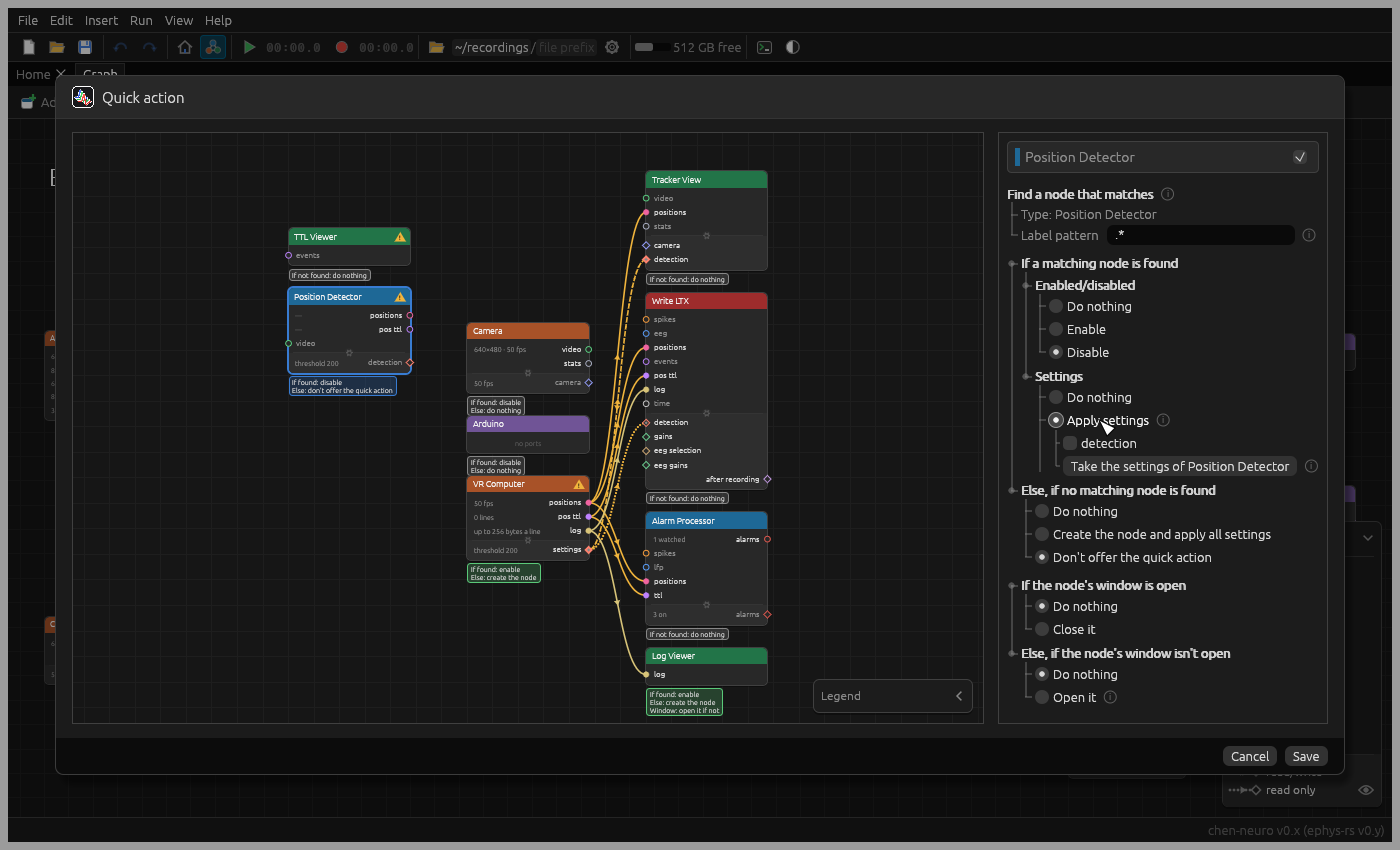 File Edit Insert Run View Help
00:00.0 00:00.0 ~/recordings/file prefix 512 GB free
Home Graph
Quick action
TTL Viewer
events
If not found: do nothing
Position Detector
positions
pos ttl
video
threshold 200 detection
If found: disable
Else: don't offer the quick action
Camera
640×480 · 50 fps video
stats
50 fps camera
If found: disable
Else: do nothing
Arduino
no ports
If found: disable
Else: do nothing
VR Computer
50 fps positions
0 lines pos ttl
up to 256 bytes a line log
threshold 200 settings
If found: enable
Else: create the node
Tracker View
video
positions
stats
camera
detection
If not found: do nothing
Write LTX
spikes
eeg
positions
events
pos ttl
log
time
detection
gains
eeg selection
eeg gains
after recording
If not found: do nothing
Alarm Processor
1 watched alarms
spikes
lfp
positions
ttl
3 on alarms
If not found: do nothing
Log Viewer
log
If found: enable
Else: create the node
Window: open it if not
Legend
Position Detector
Find a node that matches
Type: Position Detector
Label pattern .*
If a matching node is found
Enabled/disabled
Do nothing
Enable
Disable
Settings
Do nothing
Apply settings
detection
Take the settings of Position Detector
Else, if no matching node is found
Do nothing
Create the node and apply all settings
Don't offer the quick action
If the node's window is open
Do nothing
Close it
Else, if the node's window isn't open
Do nothing
Open it
Cancel Save
read only
chen-neuro v0.x (ephys-rs v0.y)